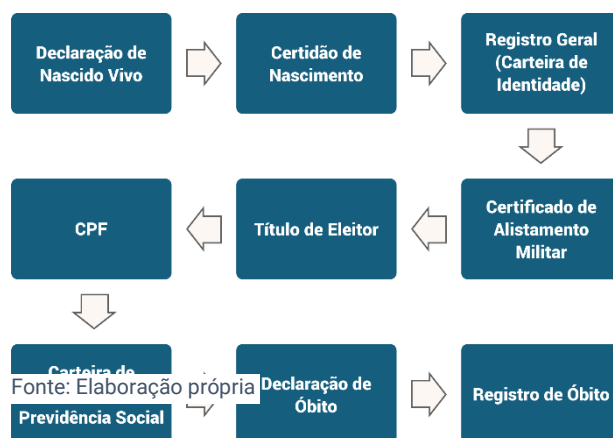 Declaração de
Nascido Vivo
Certidão de
Nascimento
Registro Geral
(Carteira de
Identidade)
CPF
Título de Eleitor
Certificado de
Alistamento
Militar
Carteira de
Previdência Social
Fonte: Elaboração própria
Declaração de
Óbito
Registro de Óbito